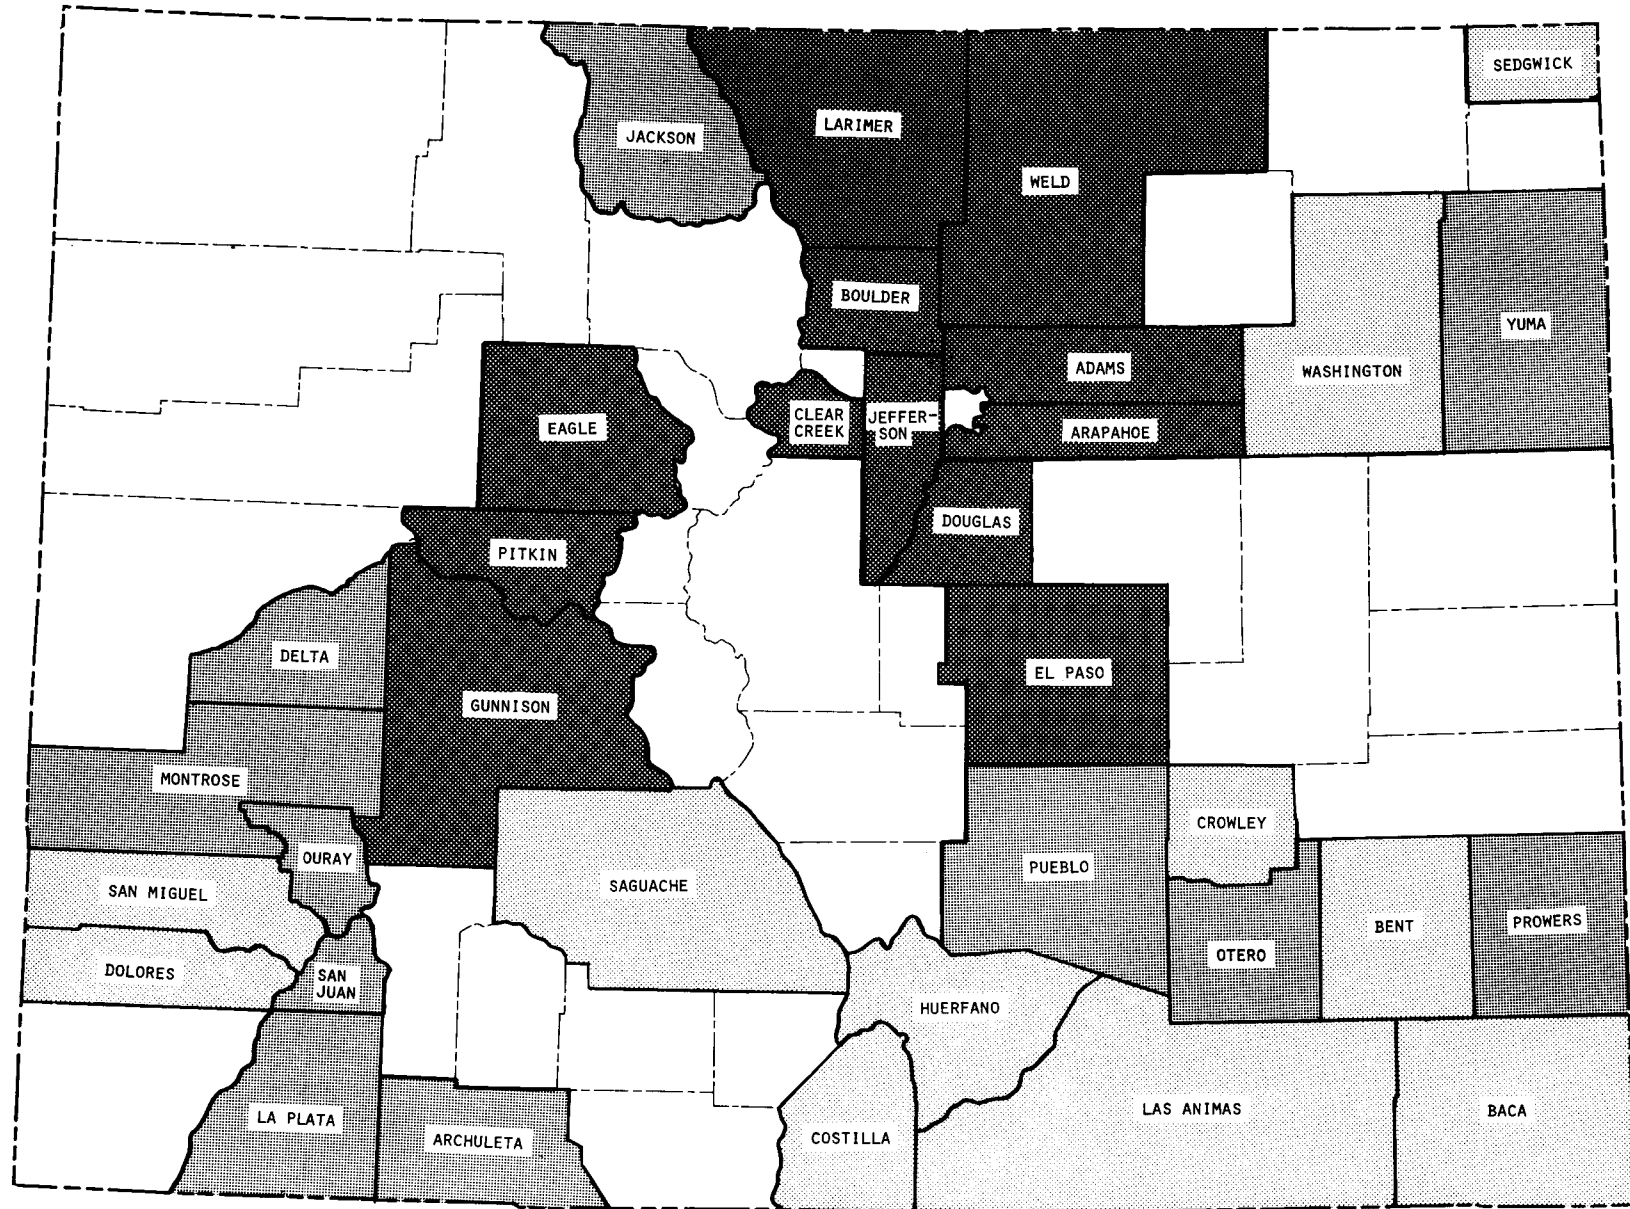 SEDGWICK
LARIMER
JACKSON
WELD
BOULDER
YUMA
ADAMS
WASHINGTON
EAGLE
CLEAR
CREEK
JEFFER-
SON
ARAPAHOE
DOUGLAS
PITKIN
DELTA
EL PASO
GUNNISON
MONTROSE
CROWLEY
OURAY
PUEBLO
SAGUACHE
SAN MIGUEL
BENT
PROWERS
OTERO
DOLORES
SAN
JUAN
HUERFANO
LAS ANIMAS
BACA
LA PLATA
ARCHULETA
COSTILLA